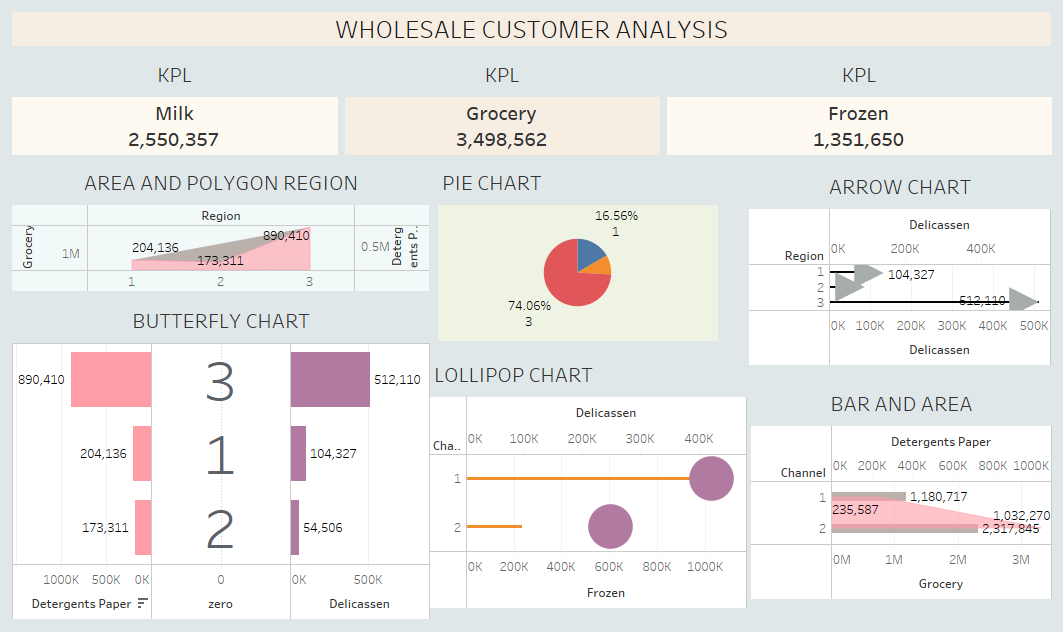 WHOLESALE CUSTOMER ANALYSIS
KPL
KPL
KPL
Milk
2,550,357
Grocery
3,498,562
Frozen
1,351,650
AREA AND POLYGON REGION
Region
Grocery
1M
204,136
173,311
890,410
0.5M
Deterg
ents P..
1 2 3
PIE CHART
16.56%
1
74.06%
3
ARROW CHART
Delicassen
0K 200K 400K
Region
1
104,327
2
3
512,110
0K 100K 200K 300K 400K 500K
Delicassen
BUTTERFLY CHART
890,410
3
512,110
204,136
1
104,327
173,311
2
54,506
1000K 500K 0K
0
0K 500K
Detergents Paper
zero
Delicassen
LOLLIPOP CHART
Delicassen
Cha..
0K 100K 200K 300K 400K
1
2
0K 200K 400K 600K 800K 1000K
Frozen
BAR AND AREA
Detergents Paper
Channel
0K 200K 400K 600K 800K 1000K
1
1,180,717
235,587
1,032,270
2
2,317,845
0M 1M 2M 3M
Grocery